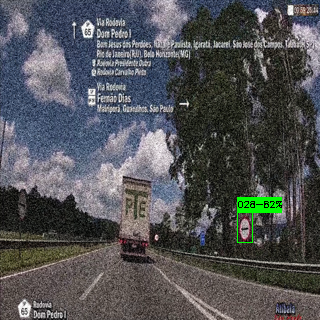 65
Via Rodovia
Dom Pedro I
Bom Jesus dos Perdões, Nazaré Paulista, Igaratá, Jacareí, São José dos Campos, Taubaté
Rio de Janeiro(RJ), Belo Horizonte(MG)
Rodovia Presidente Dutra
Rodovia Carvalho Pinto
Via Rodovia
Fernão Dias
Mairiporã, Guarulhos, São Paulo
028-62%
65
Rodovia
Dom Pedro I
Atibaia